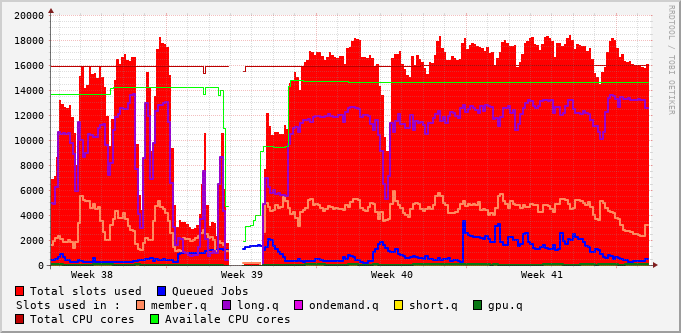 20000
18000
16000
14000
12000
10000
8000
6000
4000
2000
0
Week 38 Week 39 Week 40 Week 41
RRDTOOL / TOBI OETIKER
Total slots used Queued Jobs
Slots used in : member.q long.q ondemand.q short.q gpu.q
Total CPU cores Availale CPU cores